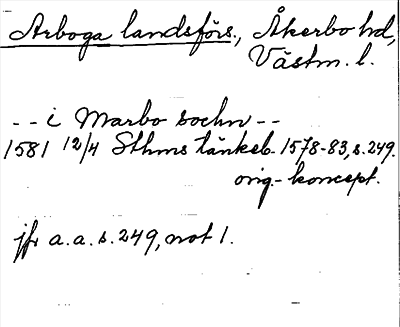 Arboga landsförs., Åkerbo hd,
Västm. l.
-- i Marbo sochn --
1581 12/4 Sthms tänkeb. 1578-83, s. 249.
orig.-koncept.
jfr a.a. s. 249, not 1.